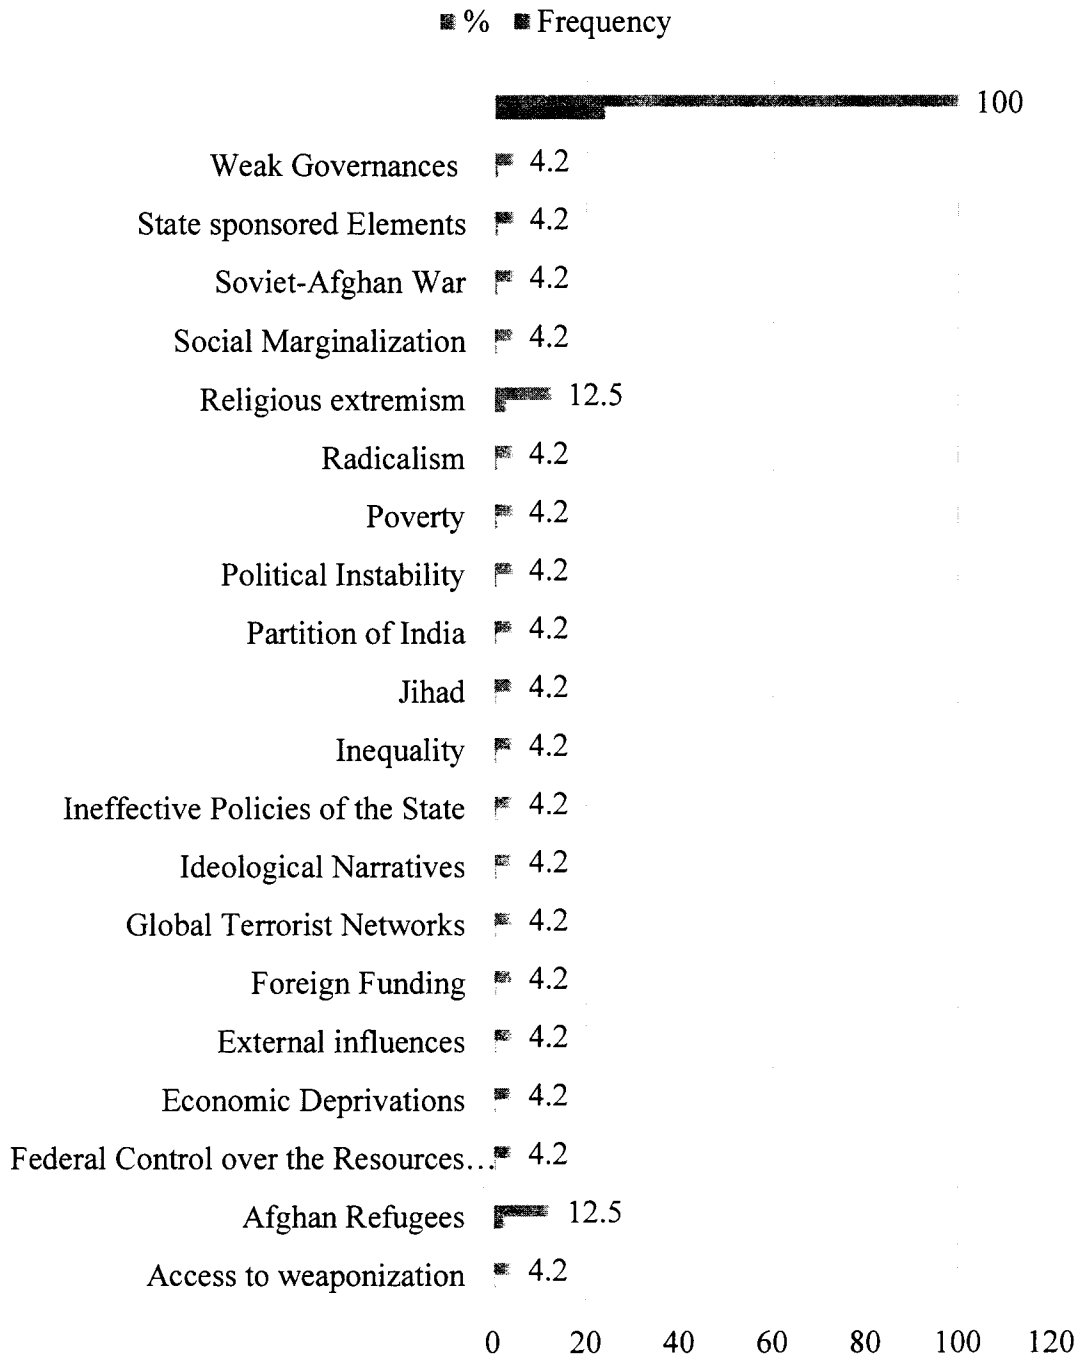 % Frequency
100
Weak Governances 4.2
State sponsored Elements 4.2
Soviet-Afghan War 4.2
Social Marginalization 4.2
Religious extremism 12.5
Radicalism 4.2
Poverty 4.2
Political Instability 4.2
Partition of India 4.2
Jihad 4.2
Inequality 4.2
Ineffective Policies of the State 4.2
Ideological Narratives 4.2
Global Terrorist Networks 4.2
Foreign Funding 4.2
External influences 4.2
Economic Deprivations 4.2
Federal Control over the Resources... 4.2
Afghan Refugees 12.5
Access to weaponization 4.2
0 20 40 60 80 100 120